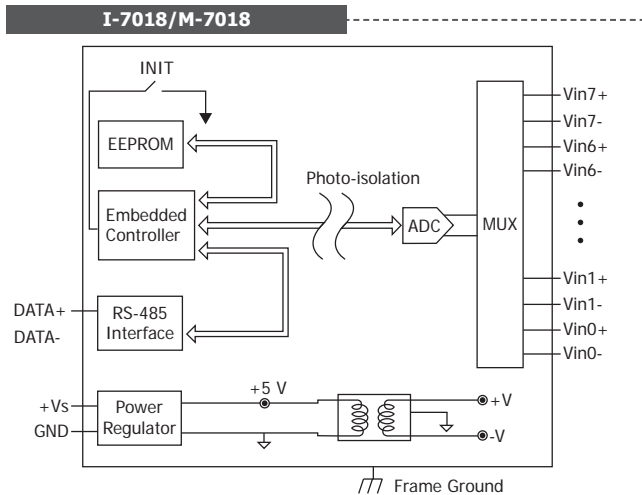 I-7018/M-7018
INIT
EEPROM
Embedded
Controller
Photo-isolation
ADC
MUX
Vin7+
Vin7-
Vin6+
Vin6-
Vin1+
Vin1-
Vin0+
Vin0-
DATA+
DATA-
RS-485
Interface
+Vs
GND
Power
Regulator
+5 V
+V
-V
Frame Ground